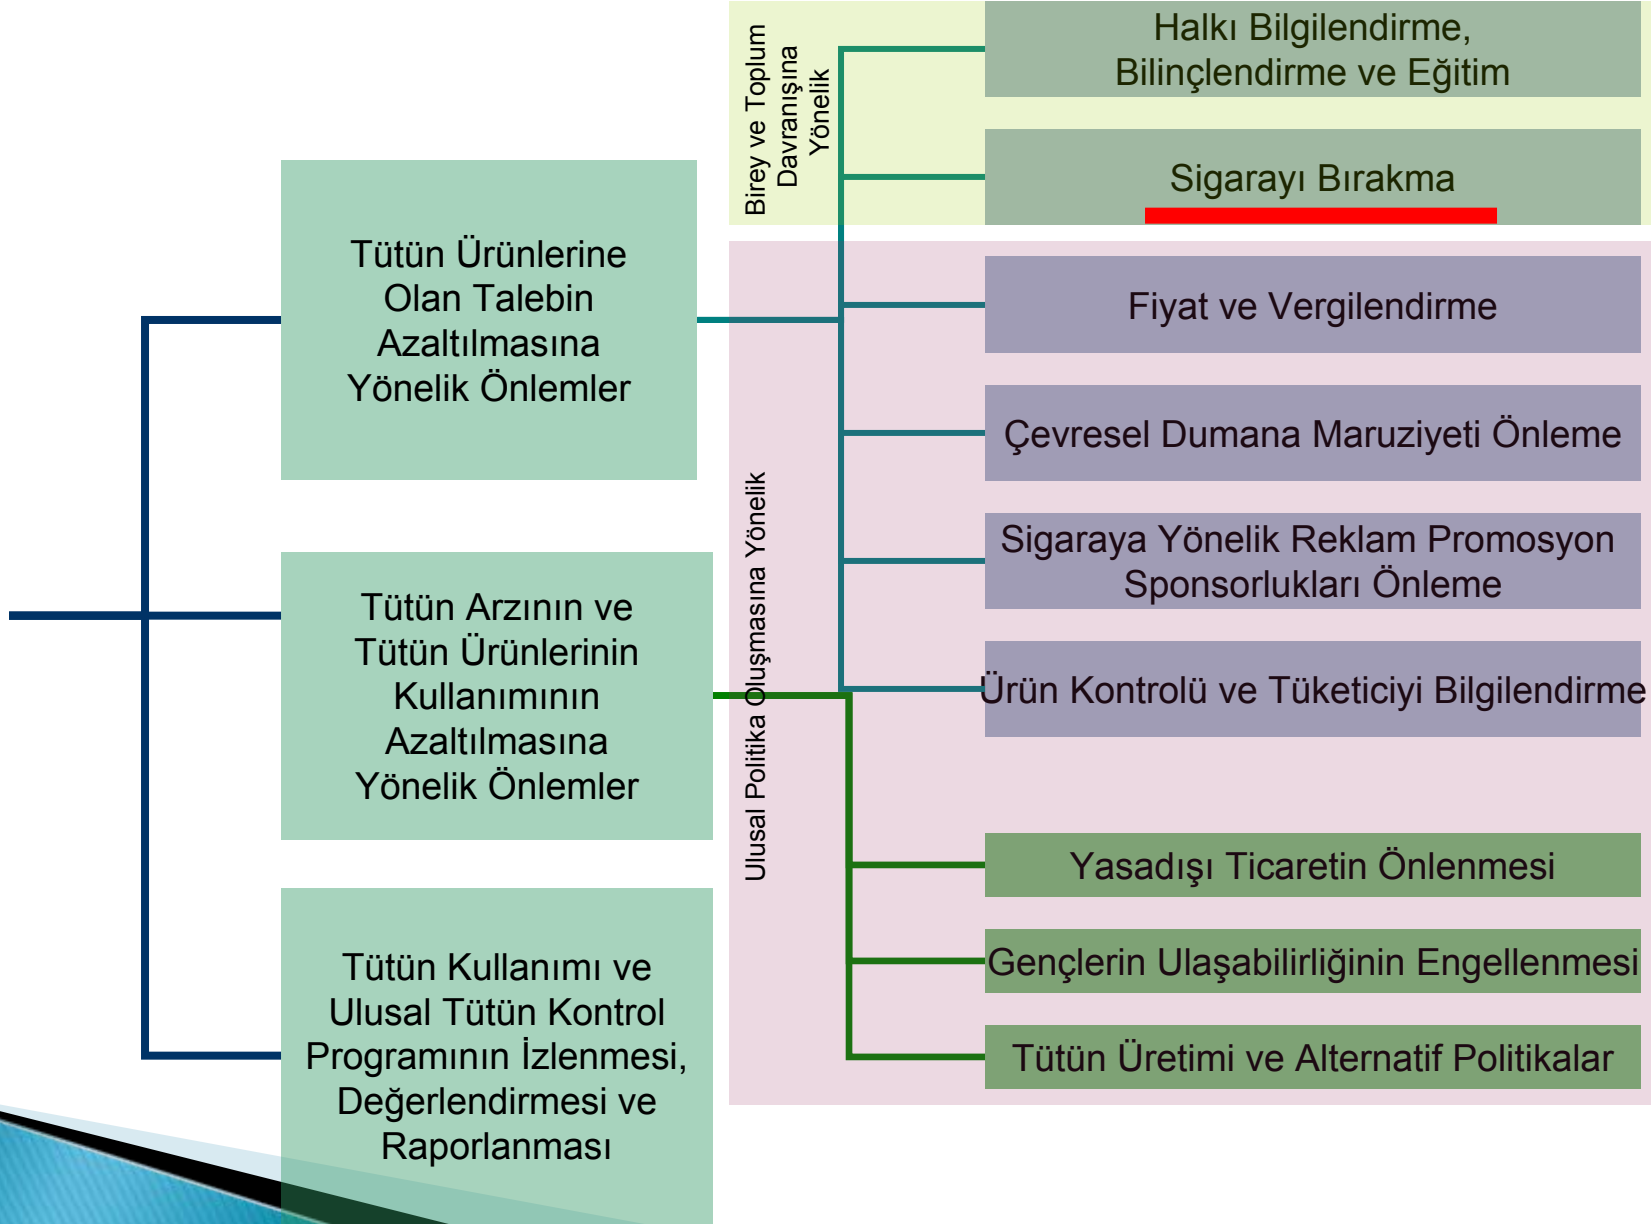 Tütün Ürünlerine
Olan Talebin
Azaltılmasına
Yönelik Önlemler
Tütün Arzının ve
Tütün Ürünlerinin
Kullanımının
Azaltılmasına
Yönelik Önlemler
Tütün Kullanımı ve
Ulusal Tütün Kontrol
Programının İzlenmesi,
Değerlendirmesi ve
Raporlanması
Birey ve Toplum
Davranışına
Yönelik
Ulusal Politika Oluşmasına Yönelik
Halkı Bilgilendirme,
Bilinçlendirme ve Eğitim
Sigarayı Bırakma
Fiyat ve Vergilendirme
Çevresel Dumana Maruziyeti Önleme
Sigaraya Yönelik Reklam Promosyon
Sponsorlukları Önleme
Ürün Kontrolü ve Tüketiciyi Bilgilendirme
Yasadışı Ticaretin Önlenmesi
Gençlerin Ulaşabilirliğinin Engellenmesi
Tütün Üretimi ve Alternatif Politikalar